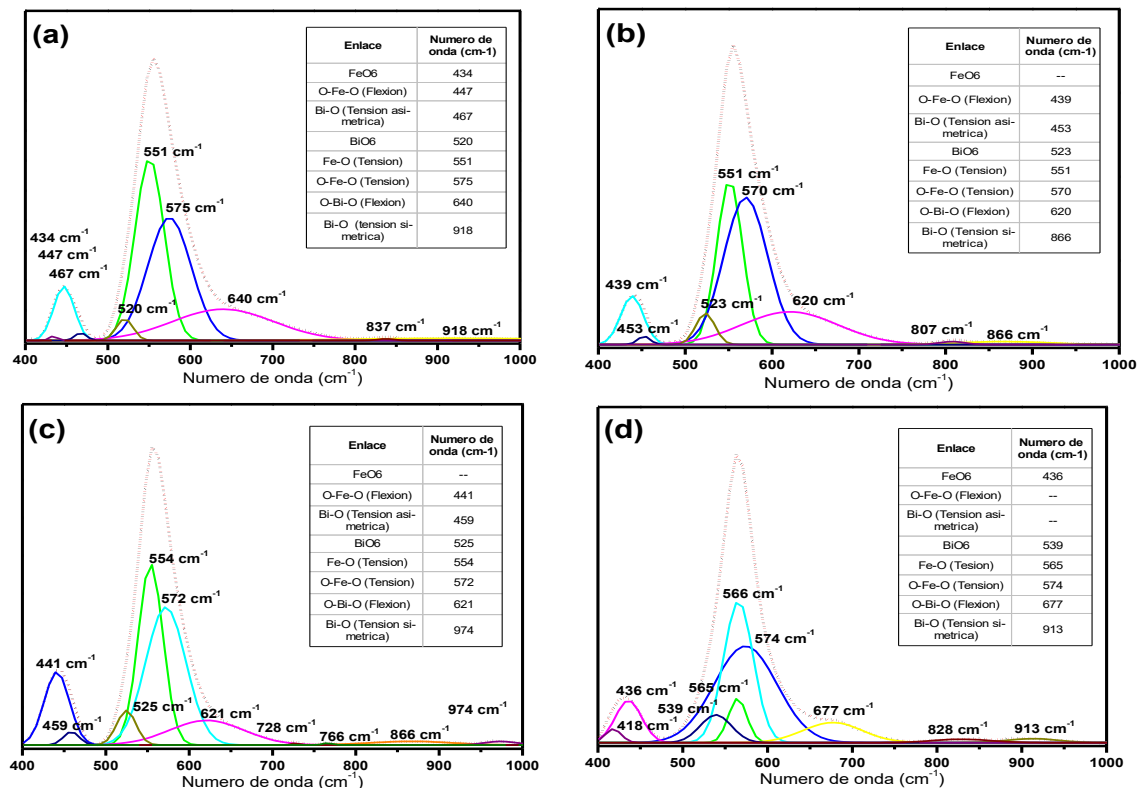 (a)
Enlace Numero de onda (cm-1)
FeO6 434
O-Fe-O (Flexion) 447
Bi-O (Tension asi-
metrica) 467
BiO6 520
Fe-O (Tension) 551
O-Fe-O (Tension) 575
O-Bi-O (Flexion) 640
Bi-O (tension si-
metrica) 918
551 cm-1
575 cm-1
434 cm-1
447 cm-1
467 cm-1
520 cm-1
640 cm-1
837 cm-1
918 cm-1
400 500 600 700 800 900 1000
Numero de onda (cm-1)
(b)
Enlace Numero de onda (cm-1)
FeO6 --
O-Fe-O (Flexion) 439
Bi-O (Tension asi-
metrica) 453
BiO6 523
Fe-O (Tension) 551
O-Fe-O (Tension) 570
O-Bi-O (Flexion) 620
Bi-O (Tension si-
metrica) 866
551 cm-1
570 cm-1
439 cm-1
453 cm-1
523 cm-1
620 cm-1
807 cm-1
866 cm-1
400 500 600 700 800 900 1000
Numero de onda (cm-1)
(c)
Enlace Numero de onda (cm-1)
FeO6 --
O-Fe-O (Flexion) 441
Bi-O (Tension asi-
metrica) 459
BiO6 525
Fe-O (Tension) 554
O-Fe-O (Tension) 572
O-Bi-O (Flexion) 621
Bi-O (Tension si-
metrica) 974
554 cm-1
572 cm-1
441 cm-1
459 cm-1
525 cm-1
621 cm-1
728 cm-1
766 cm-1
866 cm-1
974 cm-1
400 500 600 700 800 900 1000
Numero de onda (cm-1)
(d)
Enlace Numero de onda (cm-1)
FeO6 436
O-Fe-O (Flexion) --
Bi-O (Tension asi-
metrica) --
BiO6 539
Fe-O (Tesion) 565
O-Fe-O (Tension) 574
O-Bi-O (Flexion) 677
Bi-O (Tension si-
metrica) 913
566 cm-1
574 cm-1
565 cm-1
539 cm-1
436 cm-1
418 cm-1
677 cm-1
828 cm-1
913 cm-1
400 500 600 700 800 900 1000
Numero de onda (cm-1)